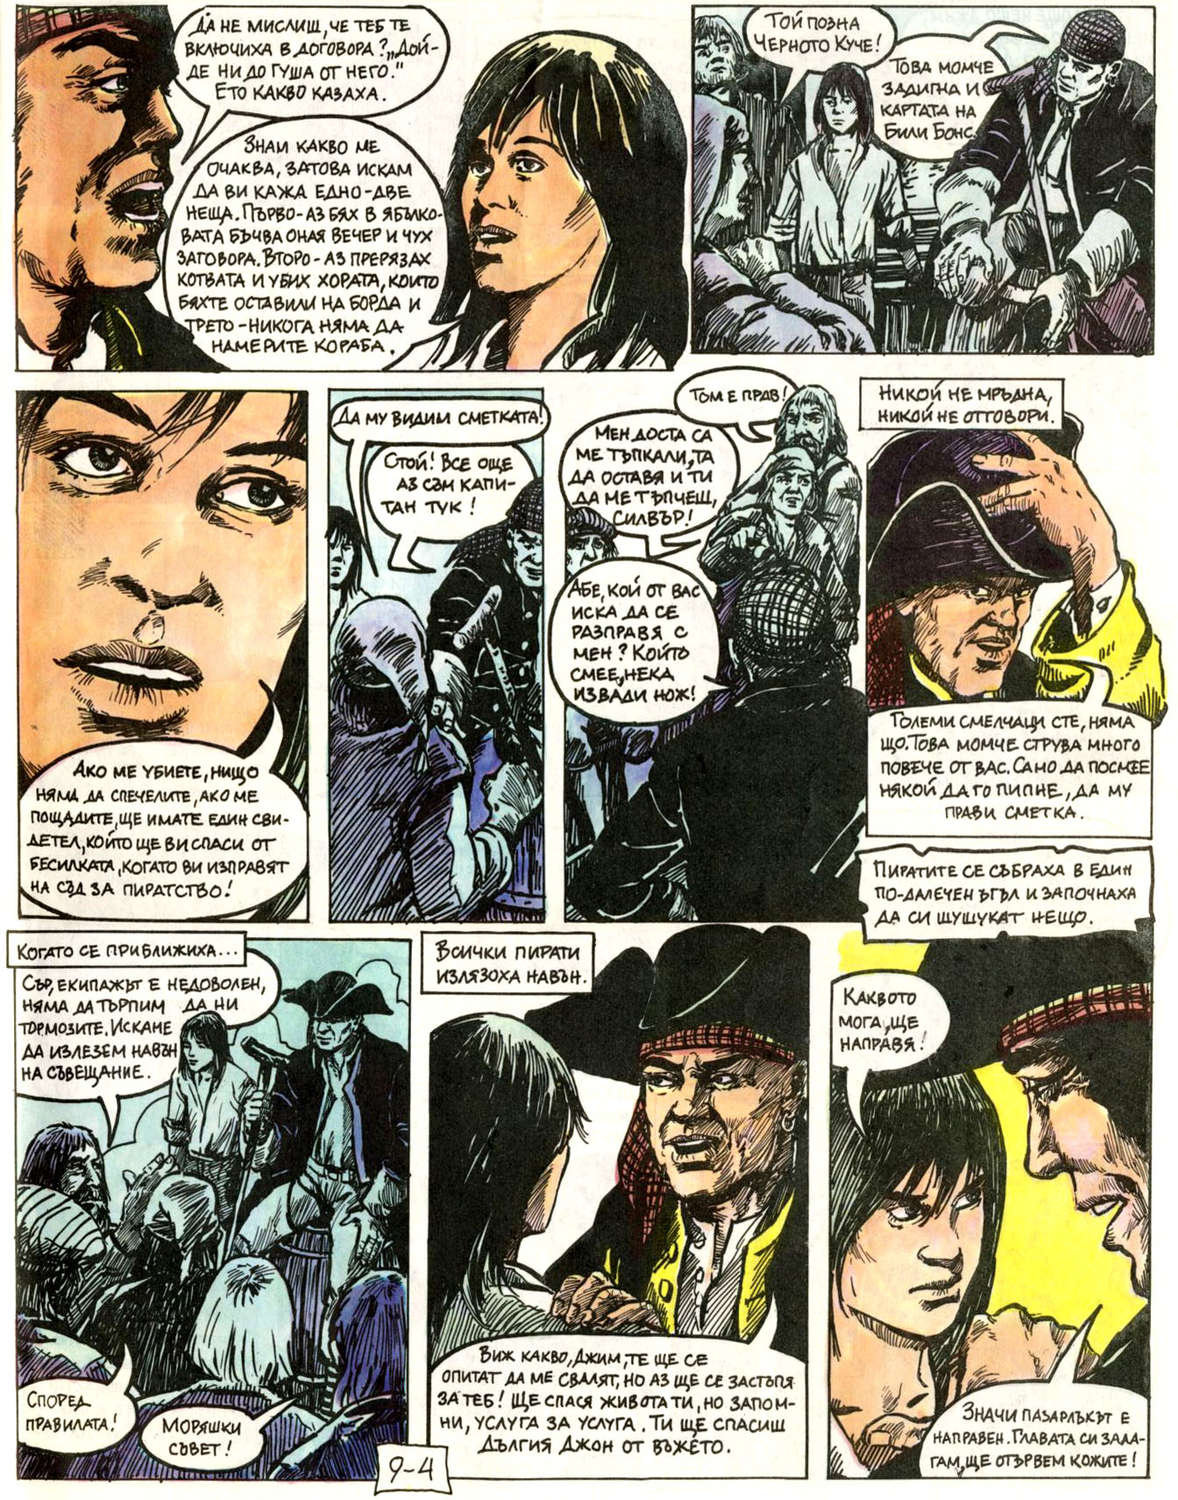 ДА НЕ МИСЛИШ, ЧЕ ТЕБ ТЕ
ВКЛЮЧИХА В ДОГОВОРА? „ДОЙ-
ДЕ НИ ДО ГУША ОТ НЕГО."
ЕТО КАКВО КАЗАХА.
ЗНАМ КАКВО МЕ
ОЧАКВА, ЗАТОВА ИСКАМ
ДА ВИ КАЖА ЕДНО-ДВЕ
НЕЩА. ПЪРВО-АЗ БЯХ В ЯБЪЛКО-
ВАТА БЪЧВА ОНАЯ ВЕЧЕР И ЧУХ
ЗАГОВОРА. ВТОРО-АЗ ПРЕРЯЗАХ
КОТВАТА И УБИХ ХОРАТА, КОИТО
БЯХТЕ ОСТАВИЛИ НА БОРДА И
ТРЕТО-НИКОГА НЯМА ДА
НАМЕРИТЕ КОРАБА.
ТОЙ ПОЗНА
ЧЕРНОТО КУЧЕ!
ТОВА МОМЧЕ
ЗАДИГНА И
КАРТАТА НА
БИЛИ БОНС.
АКО МЕ УБИЕТЕ, НИЩО
НЯМА ДА СПЕЧЕЛИТЕ, АКО МЕ
ПОЩАДИТЕ, ЩЕ ИМАТЕ ЕДИН СВИ-
ДЕТЕЛ, КОЙТО ЩЕ ВИ СПАСИ ОТ
БЕСИЛКАТА, КОГАТО ВИ ИЗПРАВЯТ
НА СЪД ЗА ПИРАТСТВО!
ДА МУ ВИДИМ СМЕТКАТА!
СТОЙ! ВСЕ ОЩЕ
АЗ СЪМ КАПИ-
ТАН ТУК!
ТОМ Е ПРАВ!
МЕН ДОСТА СА
МЕ ТЪПКАЛИ, ТА
ДА ОСТАВЯ И ТИ
ДА МЕ ТЪПЧЕШ,
СИЛВЪР!
АБЕ, КОЙ ОТ ВАС
ИСКА ДА СЕ
РАЗПРАВЯ С
МЕН? КОЙТО
СМЕЕ, НЕКА
ИЗВАДИ НОЖ!
НИКОЙ НЕ МРЪДНА,
НИКОЙ НЕ ОТГОВОРИ.
ГОЛЕМИ СМЕЛЧАЦИ СТЕ, НЯМА
ЩО. ТОВА МОМЧЕ СТРУВА МНОГО
ПОВЕЧЕ ОТ ВАС. САМО ДА ПОСМЕЕ
НЯКОЙ ДА ГО ПИПНЕ, ДА МУ
ПРАВИ СМЕТКА.
ПИРАТИТЕ СЕ СЪБРАХА В ЕДИН
ПО-ДАЛЕЧЕН ЪГЪЛ И ЗАПОЧНАХА
ДА СИ ШУШУКАТ НЕЩО.
КОГАТО СЕ ПРИБЛИЖИХА...
СЪР, ЕКИПАЖЪТ Е НЕДОВОЛЕН,
НЯМА ДА ТЪРПИМ ДА НИ
ТОРМОЗИТЕ. ИСКАНЕ
ДА ИЗЛЕЗЕМ НАВЪН
НА СЪВЕЩАНИЕ.
СПОРЕД
ПРАВИЛАТА!
МОРЯШКИ
СЪВЕТ!
ВСИЧКИ ПИРАТИ
ИЗЛЯЗОХА НАВЪН.
ВИЖ КАКВО, ДЖИМ, ТЕ ЩЕ СЕ
ОПИТАТ ДА МЕ СВАЛЯТ, НО АЗ ЩЕ СЕ ЗАСТЪПЯ
ЗА ТЕБ! ЩЕ СПАСЯ ЖИВОТА ТИ, НО ЗАПОМ-
НИ, УСЛУГА ЗА УСЛУГА. ТИ ЩЕ СПАСИШ
ДЪЛГИЯ ДЖОН ОТ ВЪЖЕТО.
КАКВОТО
МОГА, ЩЕ
НАПРАВЯ!
ЗНАЧИ ПАЗАРЛЪКЪТ Е
НАПРАВЕН. ГЛАВАТА СИ ЗАЛА-
ГАМ, ЩЕ ОТЪРВЕМ КОЖИТЕ!
9-4